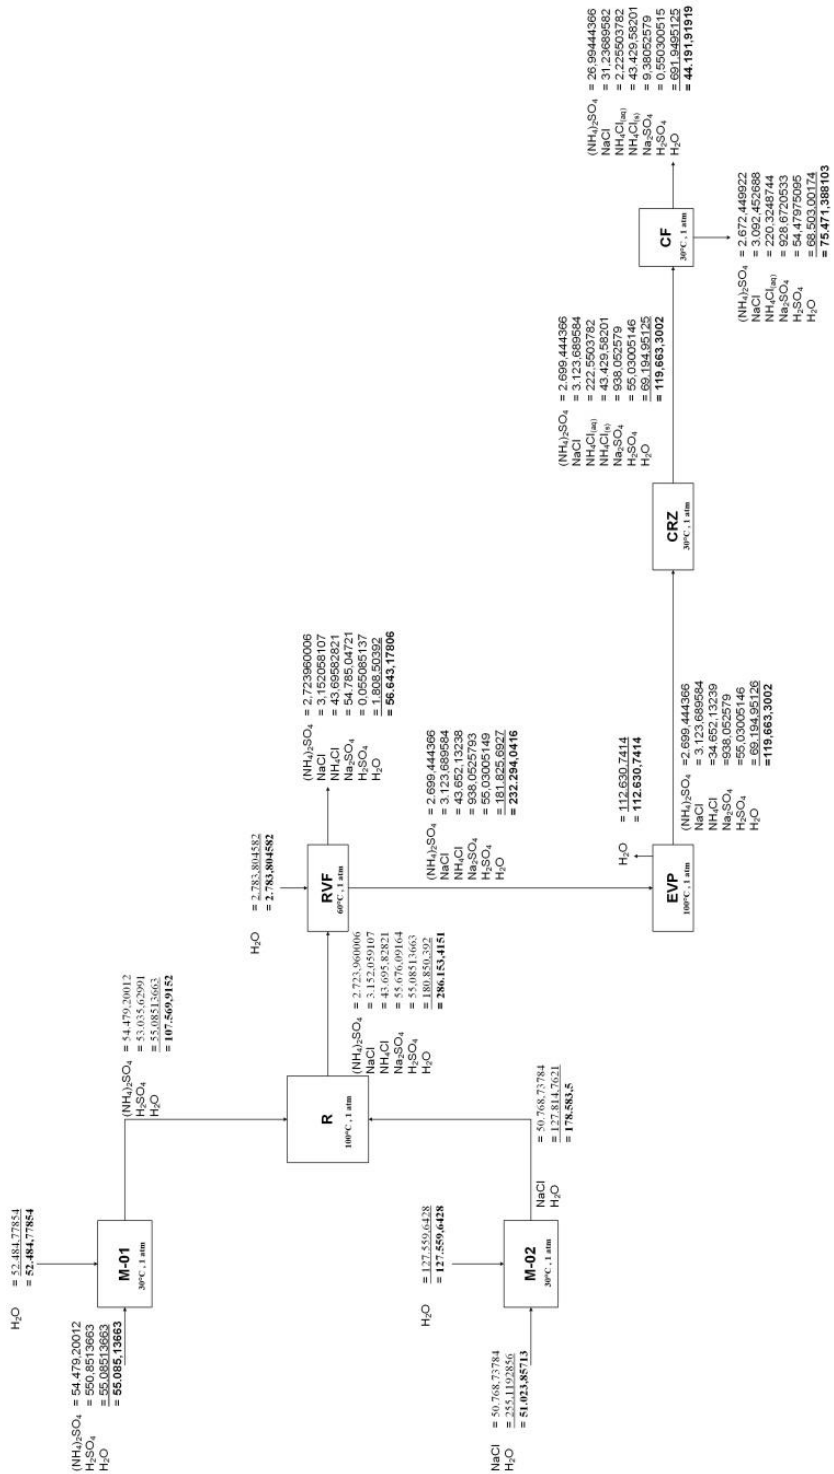 H₂O = 52.484,77854
= 52.484,77854
(NH₄)₂SO₄ = 54.479,20012
H₂SO₄ = 550,8513663
H₂O = 55,08513663
= 55.085,13663
M-01
30°C , 1 atm
(NH₄)₂SO₄ = 54.479,20012
H₂SO₄ = 53.035,62991
H₂O = 55,08513663
= 107.569,9152
NaCl = 50.768,73784
H₂O = 255,1192856
= 51.023,85713
H₂O = 127.559,6428
= 127.559,6428
M-02
30°C , 1 atm
NaCl = 50.768,73784
H₂O = 127.814,7621
= 178.583,5
R
100°C , 1 atm
(NH₄)₂SO₄ = 2.723,960006
NaCl = 3.152,059107
NH₄Cl = 43.695,82821
Na₂SO₄ = 55.676,09164
H₂SO₄ = 55,08513663
H₂O = 180.850,392
= 286.153,4151
H₂O = 2.783,804582
= 2.783,804582
RVF
60°C , 1 atm
(NH₄)₂SO₄ = 2,723960006
NaCl = 3,152058107
NH₄Cl = 43,69582821
Na₂SO₄ = 54.785,04721
H₂SO₄ = 0,055085137
H₂O = 1.808,50392
= 56.643,17806
(NH₄)₂SO₄ = 2.699,444366
NaCl = 3.123,689584
NH₄Cl = 43.652,13238
Na₂SO₄ = 938,0525793
H₂SO₄ = 55,03005149
H₂O = 181.825,6927
= 232.294,0416
H₂O = 112.630,7414
= 112.630,7414
EVP
100°C , 1 atm
(NH₄)₂SO₄ =2.699,444366
NaCl = 3.123,689584
NH₄Cl =34.652,13239
Na₂SO₄ =938,052579
H₂SO₄ =55,03005146
H₂O = 69.194,95126
=119,663,3002
CRZ
30°C , 1 atm
(NH₄)₂SO₄ = 2.699,444366
NaCl = 3.123,689584
NH₄Cl(aq) = 222,5503782
NH₄Cl(s) = 43.429,58201
Na₂SO₄ = 938,052579
H₂SO₄ = 55,03005146
H₂O = 69.194,95125
= 119,663,3002
CF
30°C , 1 atm
(NH₄)₂SO₄ = 26,99444366
NaCl = 31,23689582
NH₄Cl(aq) = 2,225503782
NH₄Cl(s) = 43.429,58201
Na₂SO₄ = 9,38052579
H₂SO₄ = 0,550300515
H₂O = 691,9495125
= 44.191,91919
(NH₄)₂SO₄ = 2.672,449922
NaCl = 3.092,452688
NH₄Cl(aq) = 220,3248744
Na₂SO₄ = 928,6720533
H₂SO₄ = 54,47975095
H₂O = 68.503,00174
= 75.471,388103